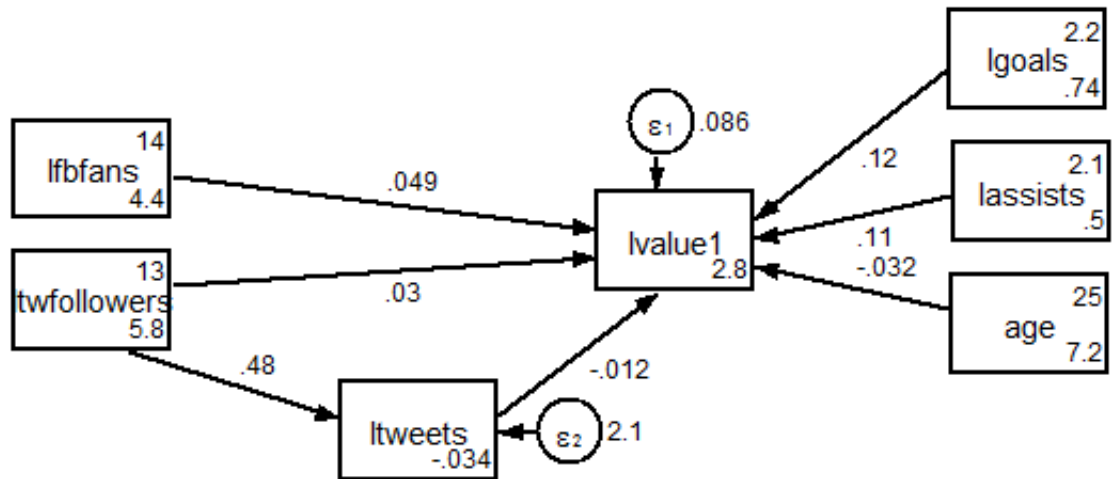 2.2
lgoals
.74
ε1
.086
14
lfbfans
4.4
.049
.12
2.1
lassists
.5
lvalue1
2.8
.11
-.032
13
ltwfollowers
5.8
.03
25
age
7.2
.48
-.012
ltweets
-.034
ε2
2.1